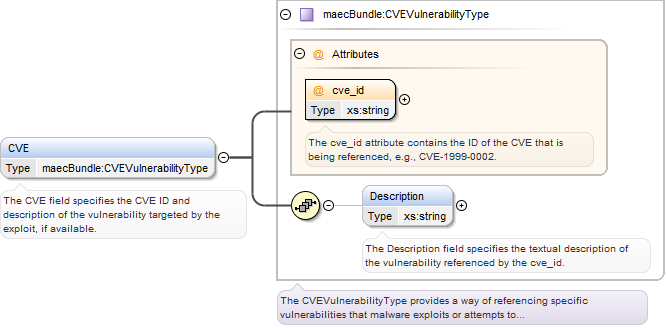 maecBundle:CVEVulnerabilityType
@ Attributes
@ cve_id
Type xs:string
The cve_id attribute contains the ID of the CVE that is
being referenced, e.g., CVE-1999-0002.
CVE
Type maecBundle:CVEVulnerabilityType
The CVE field specifies the CVE ID and
description of the vulnerability targeted by the
exploit, if available.
Description
Type xs:string
The Description field specifies the textual description of
the vulnerability referenced by the cve_id.
The CVEVulnerabilityType provides a way of referencing specific
vulnerabilities that malware exploits or attempts to...